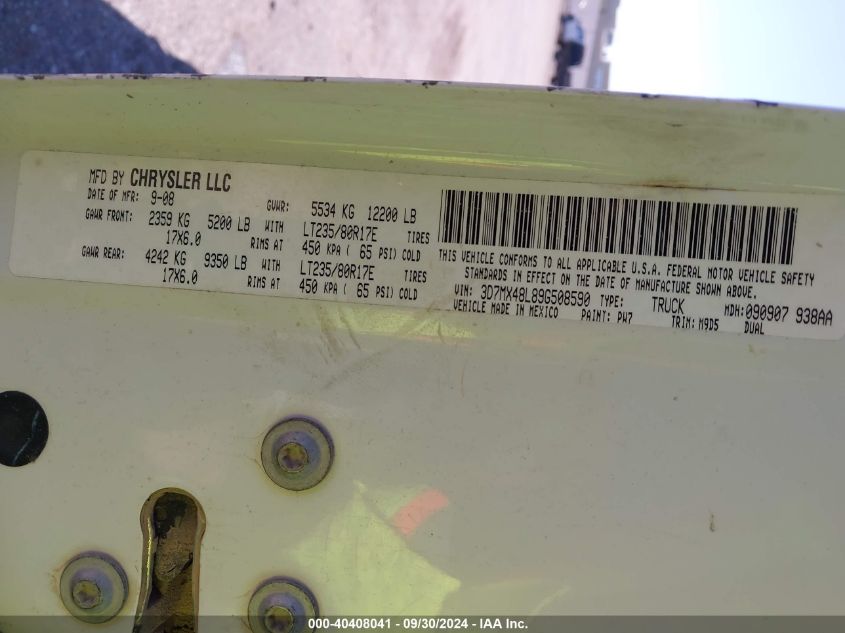 MFD BY CHRYSLER LLC
DATE OF MFR: 9-08 GVWR: 5534 KG 12200 LB
GAWR FRONT: 2359 KG 5200 LB WITH LT235/80R17E TIRES
17X6.0 RIMS AT 450 KPA ( 65 PSI) COLD
GAWR REAR: 4242 KG 9350 LB WITH LT235/80R17E TIRES
17X6.0 RIMS AT 450 KPA ( 65 PSI) COLD
THIS VEHICLE CONFORMS TO ALL APPLICABLE U.S.A. FEDERAL MOTOR VEHICLE SAFETY
STANDARDS IN EFFECT ON THE DATE OF MANUFACTURE SHOWN ABOVE.
VIN: 3D7MX48L89G508590 TYPE: TRUCK MDH:090907 938AA
VEHICLE MADE IN MEXICO PAINT: PW7 TRIM: M9D5 DUAL
000-40408041 - 09/30/2024 - IAA Inc.